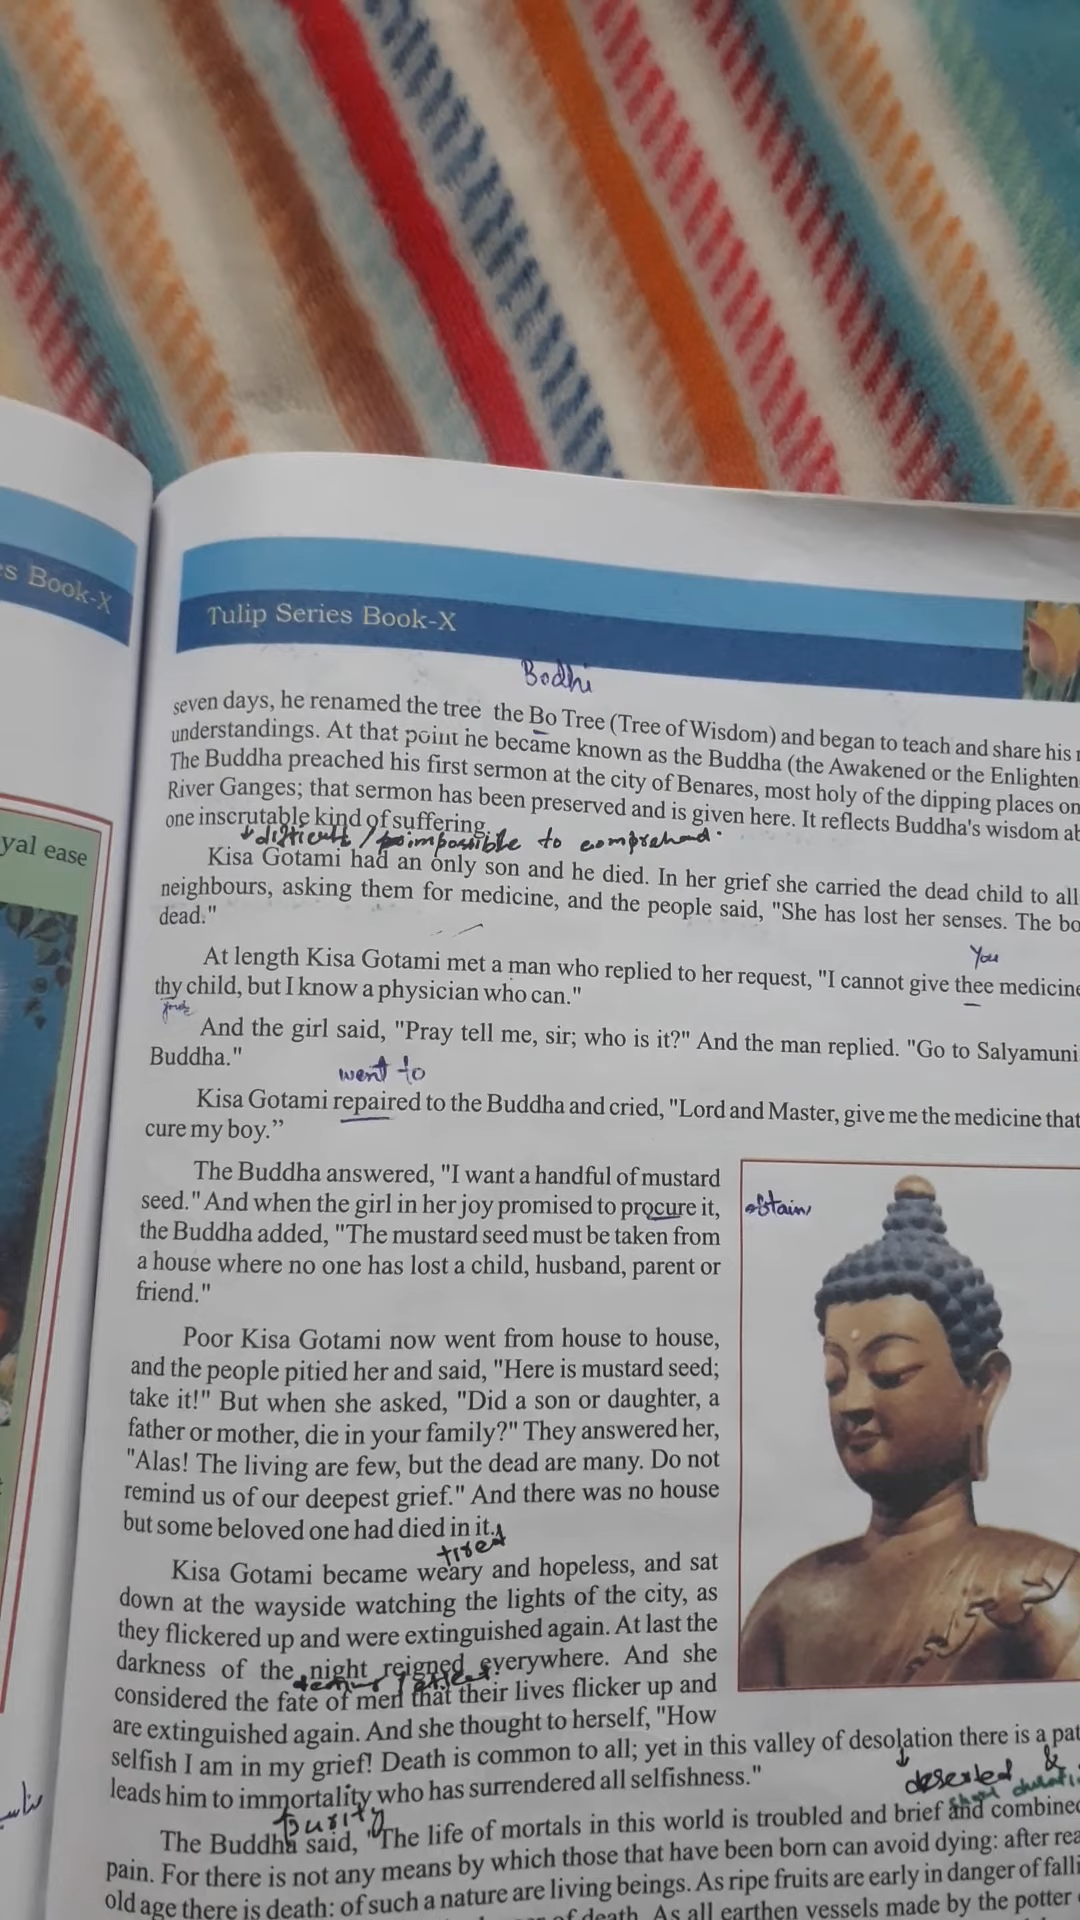 s Book-X
Tulip Series Book-X
Bodhi
seven days, he renamed the tree the Bo Tree (Tree of Wisdom) and began to teach and share his
understandings. At that point he became known as the Buddha (the Awakened or the Enlighten
The Buddha preached his first sermon at the city of Benares, most holy of the dipping places on
River Ganges; that sermon has been preserved and is given here. It reflects Buddha's wisdom ab
one inscrutable kind of suffering.
difficult / impossible to comprehend.
yal ease
Kisa Gotami had an only son and he died. In her grief she carried the dead child to all
neighbours, asking them for medicine, and the people said, "She has lost her senses. The bo
dead."
You
At length Kisa Gotami met a man who replied to her request, "I cannot give thee medicine
thy child, but I know a physician who can."
And the girl said, "Pray tell me, sir; who is it?" And the man replied. "Go to Salyamuni
Buddha."
went to
Kisa Gotami repaired to the Buddha and cried, "Lord and Master, give me the medicine that
cure my boy.”
The Buddha answered, "I want a handful of mustard
seed." And when the girl in her joy promised to procure it,
obtain
the Buddha added, "The mustard seed must be taken from
a house where no one has lost a child, husband, parent or
friend."
Poor Kisa Gotami now went from house to house,
and the people pitied her and said, "Here is mustard seed;
take it!" But when she asked, "Did a son or daughter, a
father or mother, die in your family?" They answered her,
"Alas! The living are few, but the dead are many. Do not
remind us of our deepest grief." And there was no house
but some beloved one had died in it.
tired
Kisa Gotami became weary and hopeless, and sat
down at the wayside watching the lights of the city, as
they flickered up and were extinguished again. At last the
darkness of the night reigned everywhere. And she
considered the fate of men that their lives flicker up and
are extinguished again. And she thought to herself, "How
selfish I am in my grief! Death is common to all; yet in this valley of desolation there is a pat
leads him to immortality who has surrendered all selfishness."
deserted &
purity
The Buddha said, "The life of mortals in this world is troubled and brief and combined
pain. For there is not any means by which those that have been born can avoid dying: after rea
old age there is death: of such a nature are living beings. As ripe fruits are early in danger of falli
of death. As all earthen vessels made by the potter